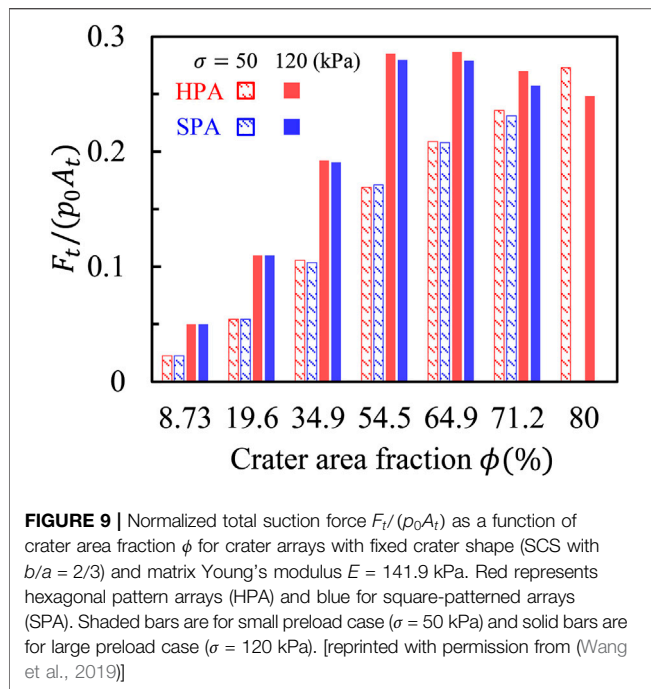 0.3
σ = 50 120 (kPa)
HPA
SPA
0.2
F_t/(p_0A_t)
0.1
0
8.73 19.6 34.9 54.5 64.9 71.2 80
Crater area fraction ϕ(%)
FIGURE 9 | Normalized total suction force F_t/(p_0A_t) as a function of
crater area fraction ϕ for crater arrays with fixed crater shape (SCS with
b/a = 2/3) and matrix Young's modulus E = 141.9 kPa. Red represents
hexagonal pattern arrays (HPA) and blue for square-patterned arrays
(SPA). Shaded bars are for small preload case (σ = 50 kPa) and solid bars are
for large preload case (σ = 120 kPa). [reprinted with permission from (Wang
et al., 2019)]